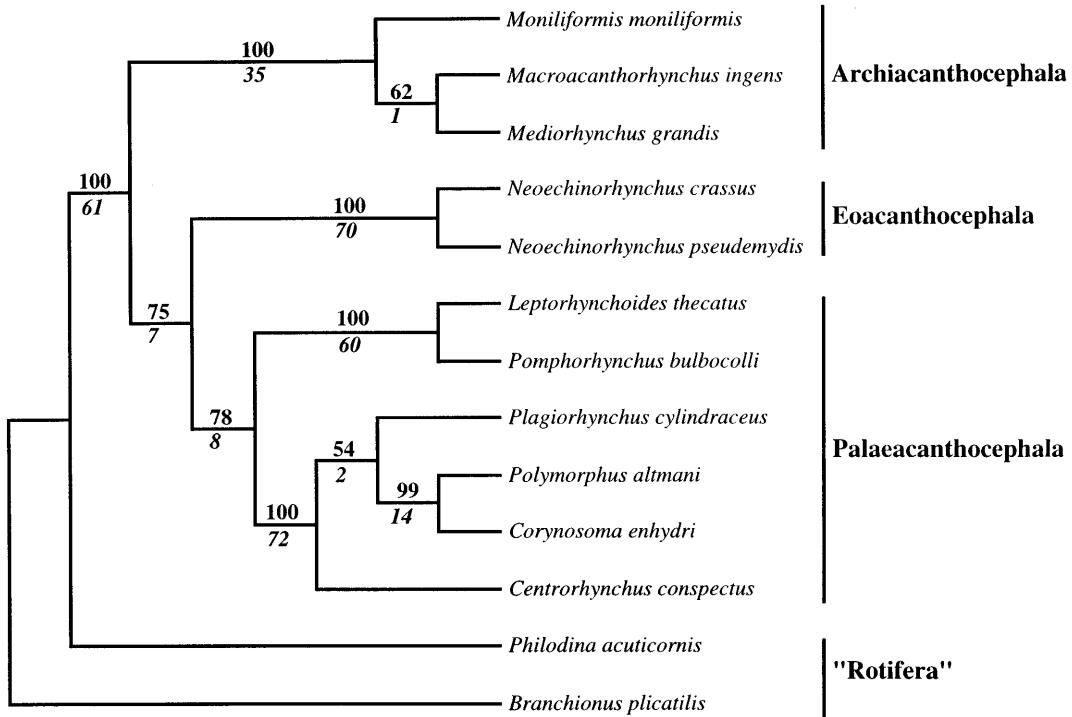 Moniliformis moniliformis
100
35
Macroacanthorhynchus ingens
Archiacanthocephala
62
1
Mediorhynchus grandis
100
61
Neoechinorhynchus crassus
100
70
Eoacanthocephala
Neoechinorhynchus pseudemydis
75
7
Leptorhynchoides thecatus
100
60
Pomphorhynchus bulbocolli
78
8
Plagiorhynchus cylindraceus
54
2
Palaeacanthocephala
Polymorphus altmani
99
14
100
72
Corynosoma enhydri
Centrorhynchus conspectus
Philodina acuticornis
"Rotifera"
Branchionus plicatilis